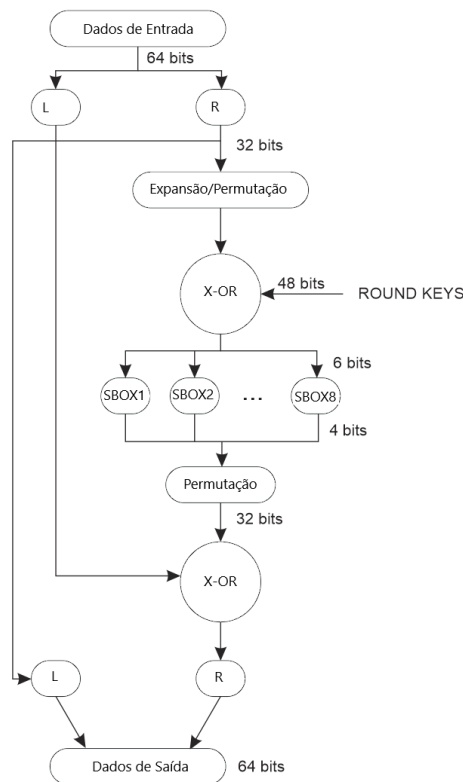 Dados de Entrada
64 bits
L
R
32 bits
Expansão/Permutação
X-OR
48 bits
ROUND KEYS
6 bits
SBOX1
SBOX2
...
SBOX8
4 bits
Permutação
32 bits
X-OR
L
R
Dados de Saída
64 bits